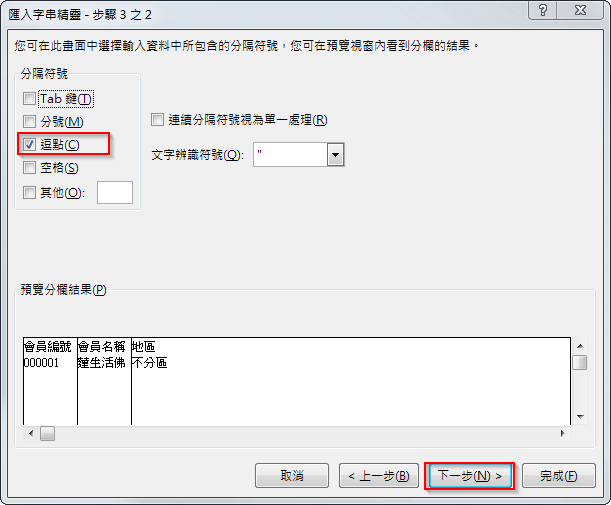 匯入字串精靈 - 步驟 3 之 2
您可在此畫面中選擇輸入資料中所包含的分隔符號，您可在預覽視窗內看到分欄的結果。
分隔符號
Tab 鍵(T)
分號(M)
逗點(C)
空格(S)
其他(O):
連續分隔符號視為單一處理(R)
文字辨識符號(Q): "
預覽分欄結果(P)
會員編號 會員名稱 地區
000001 薩生活佛 不分區
取消 < 上一步(B) 下一步(N) > 完成(F)